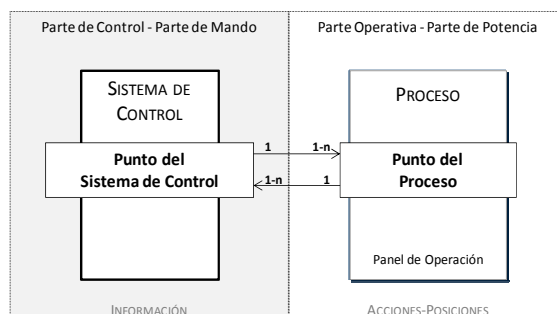 Parte de Control - Parte de Mando
Parte Operativa - Parte de Potencia
SISTEMA DE
CONTROL
PROCESO
Punto del
Sistema de Control
1
1-n
1-n
1
Punto del
Proceso
Panel de Operación
INFORMACIÓN
ACCIONES-POSICIONES